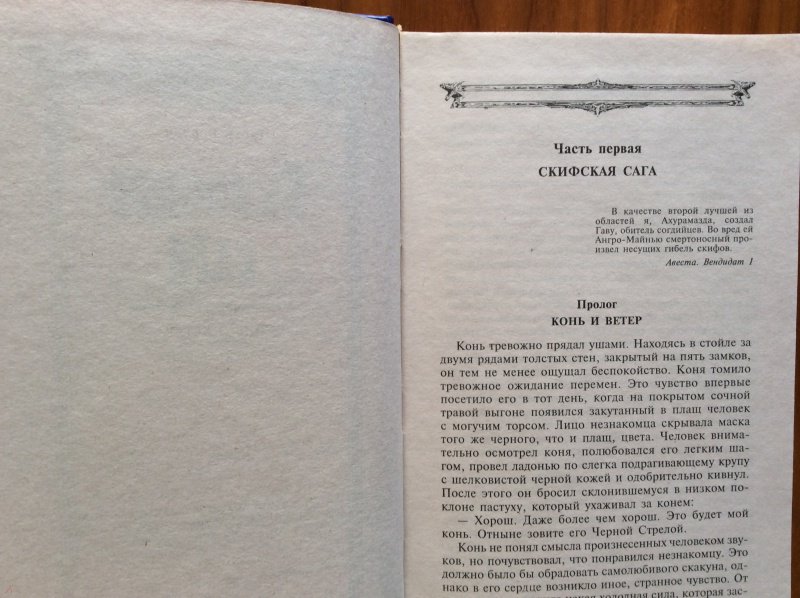 Часть первая
СКИФСКАЯ САГА
В качестве второй лучшей из
областей я, Ахурамазда, создал
Гаву, обитель согдийцев. Во вред ей
Ангро-Майнью смертоносный про-
извел несущих гибель скифов.
Авеста. Вендидат 1
Пролог
КОНЬ И ВЕТЕР
Конь тревожно прядал ушами. Находясь в стойле за
двумя рядами толстых стен, закрытый на пять замков,
он тем не менее ощущал беспокойство. Коня томило
тревожное ожидание перемен. Это чувство впервые
посетило его в тот день, когда на покрытом сочной
травой выгоне появился закутанный в плащ человек
с могучим торсом. Лицо незнакомца скрывала маска
того же черного, что и плащ, цвета. Человек внима-
тельно осмотрел коня, полюбовался его легким ша-
гом, провел ладонью по слегка подрагивающему крупу
с шелковистой черной кожей и одобрительно кивнул.
После этого он бросил склонившемуся в низком по-
клоне пастуху, который ухаживал за конем:
— Хорош. Даже более чем хорош. Это будет мой
конь. Отныне зовите его Черной Стрелой.
Конь не понял смысла произнесенных человеком зву-
ков, но почувствовал, что понравился незнакомцу. Это
должно было бы обрадовать самолюбивого скакуна, од-
нако в его сердце возникло иное, странное чувство. От
холодная сила, которая зас-